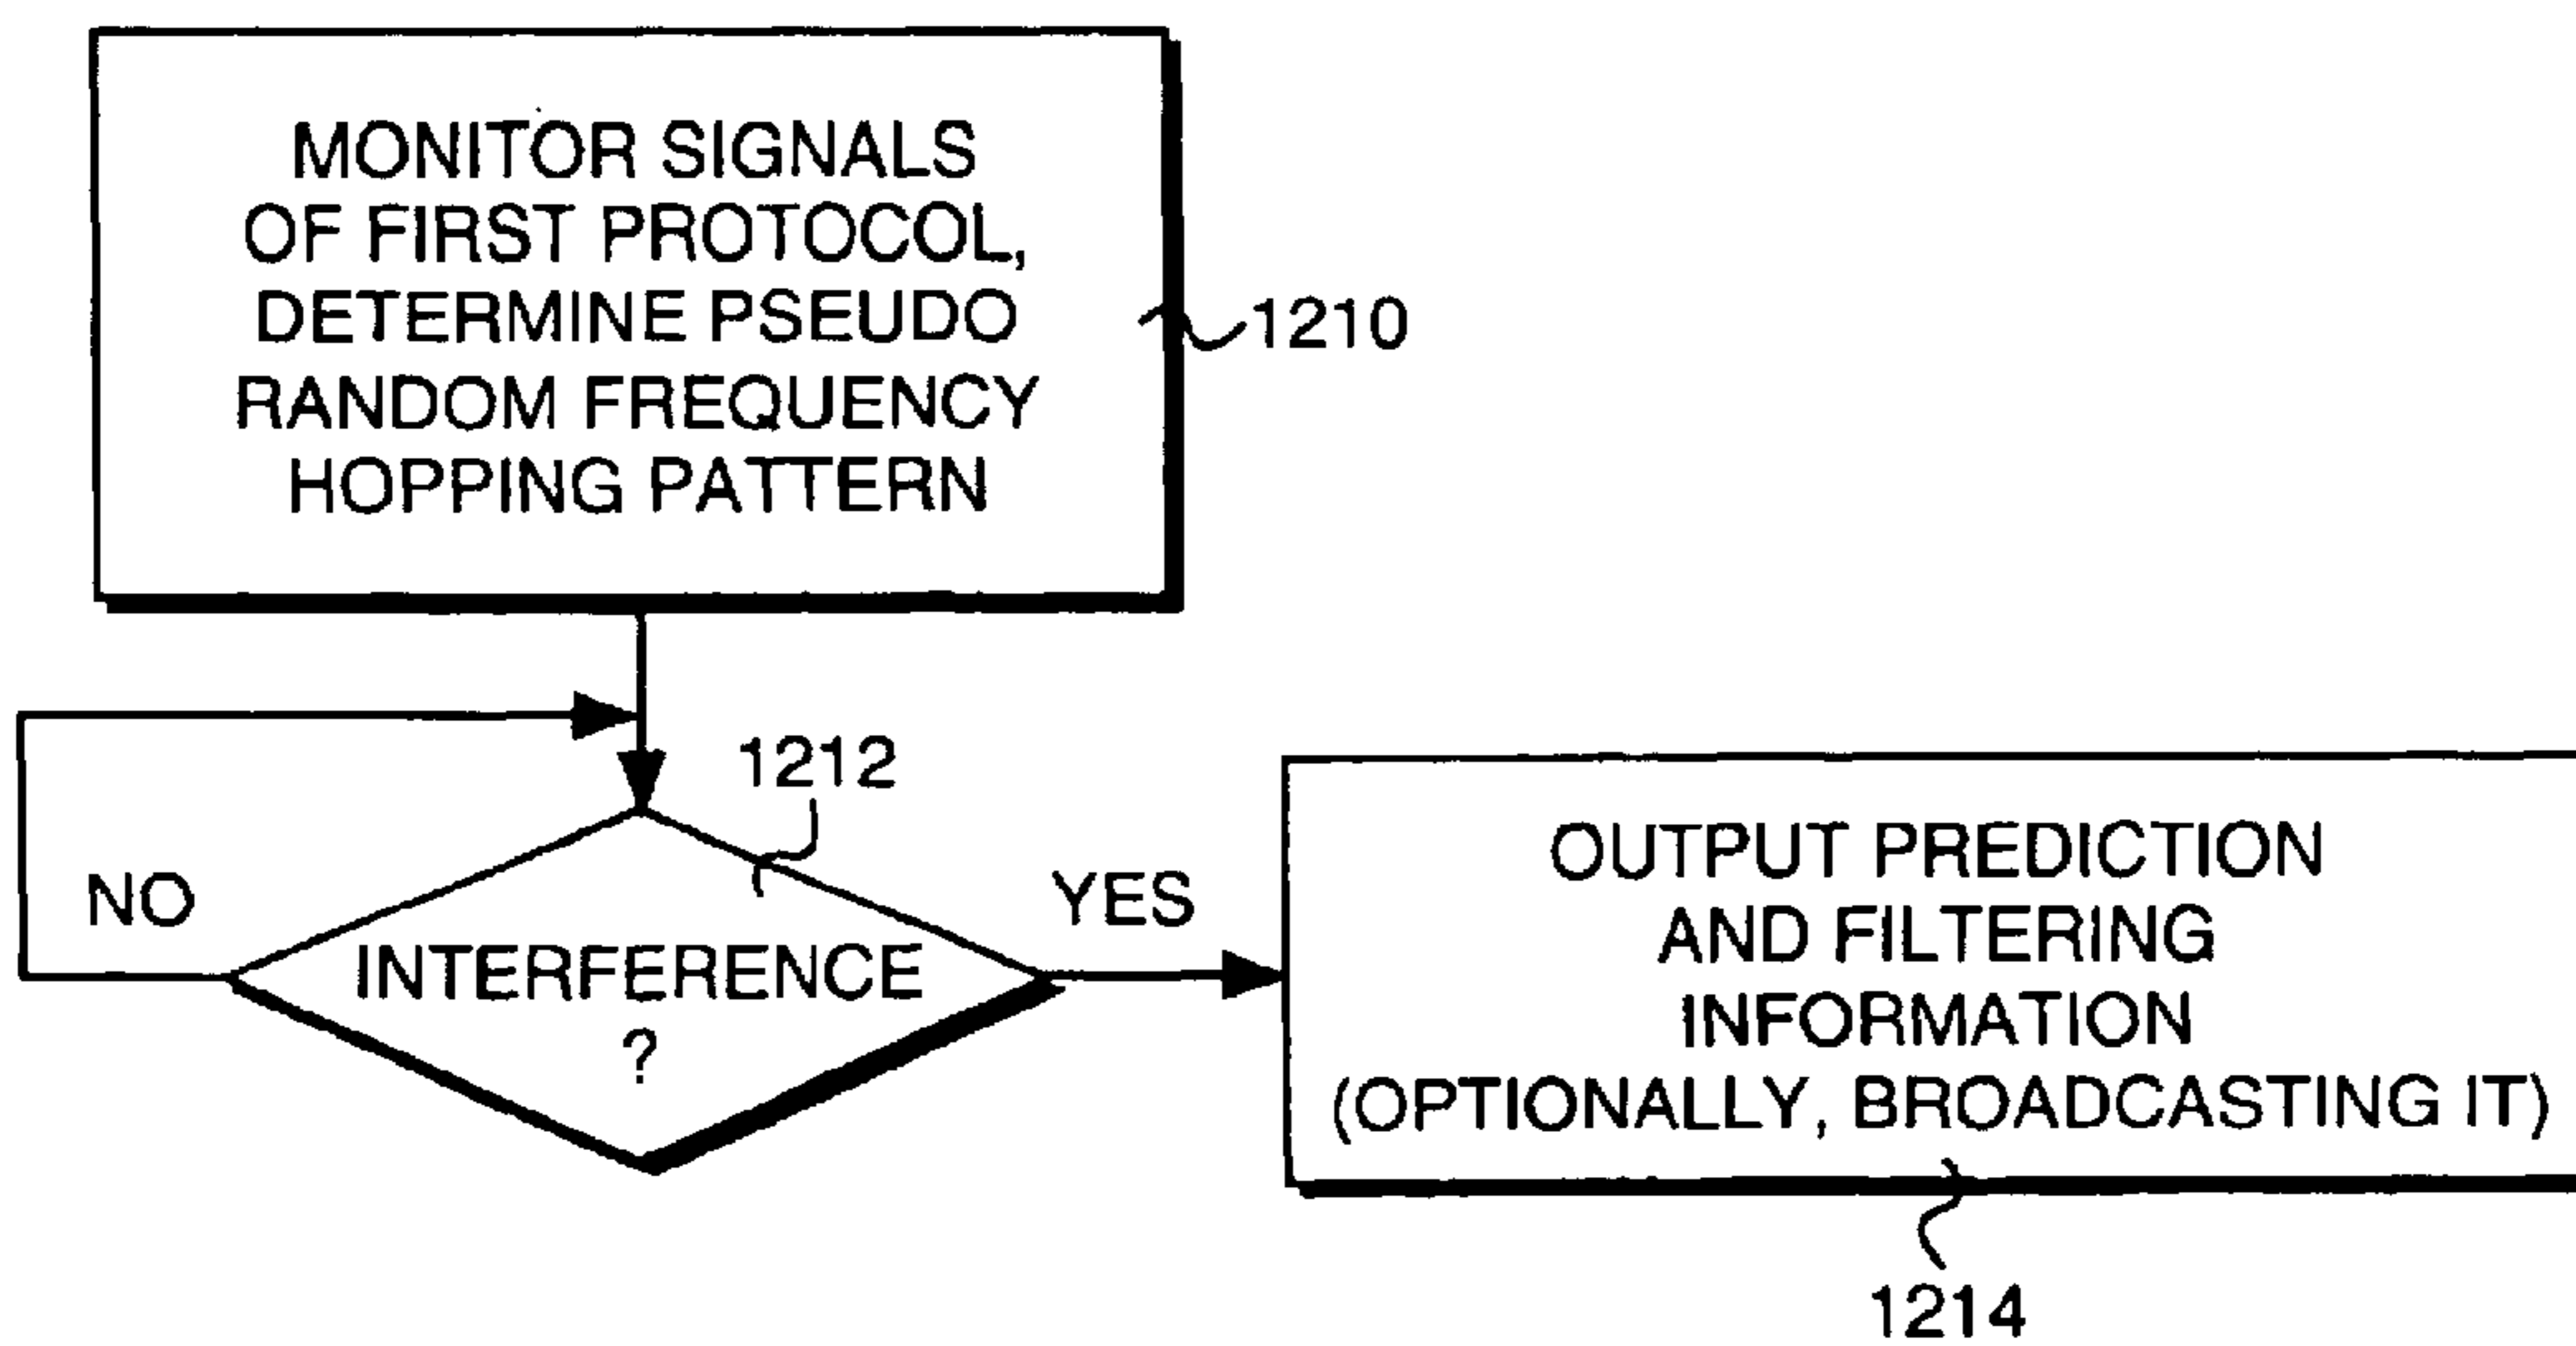 MONITOR SIGNALS
OF FIRST PROTOCOL,
DETERMINE PSEUDO
RANDOM FREQUENCY
HOPPING PATTERN
1210
1212
NO
INTERFERENCE
?
YES
OUTPUT PREDICTION
AND FILTERING
INFORMATION
(OPTIONALLY, BROADCASTING IT)
1214